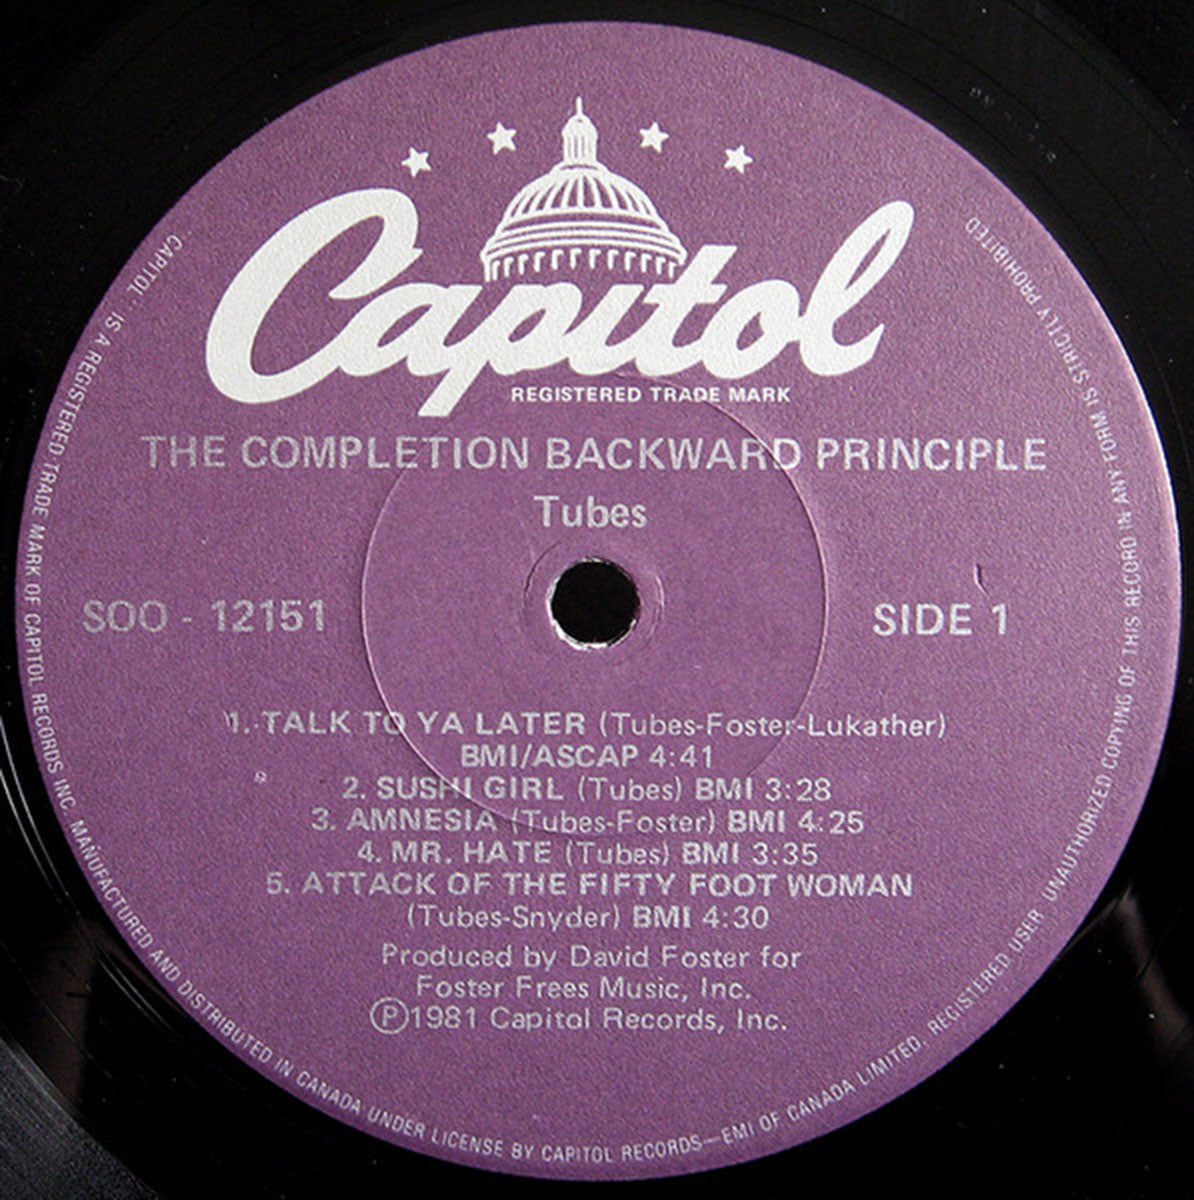 Capitol
REGISTERED TRADE MARK
THE COMPLETION BACKWARD PRINCIPLE
Tubes
SOO - 12151
SIDE 1
1. TALK TO YA LATER (Tubes-Foster-Lukather)
BMI/ASCAP 4:41
2. SUSHI GIRL (Tubes) BMI 3:28
3. AMNESIA (Tubes-Foster) BMI 4:25
4. MR. HATE (Tubes) BMI 3:35
5. ATTACK OF THE FIFTY FOOT WOMAN
(Tubes-Snyder) BMI 4:30
Produced by David Foster for
Foster Frees Music, Inc.
Ⓟ1981 Capitol Records, Inc.
"CAPITOL" IS A REGISTERED TRADE MARK OF CAPITOL RECORDS INC. MANUFACTURED AND DISTRIBUTED IN CANADA UNDER LICENSE BY CAPITOL RECORDS—EMI OF CANADA LIMITED, REGISTERED USER. UNAUTHORIZED COPYING OF THIS RECORD IN ANY FORM IS STRICTLY PROHIBITED